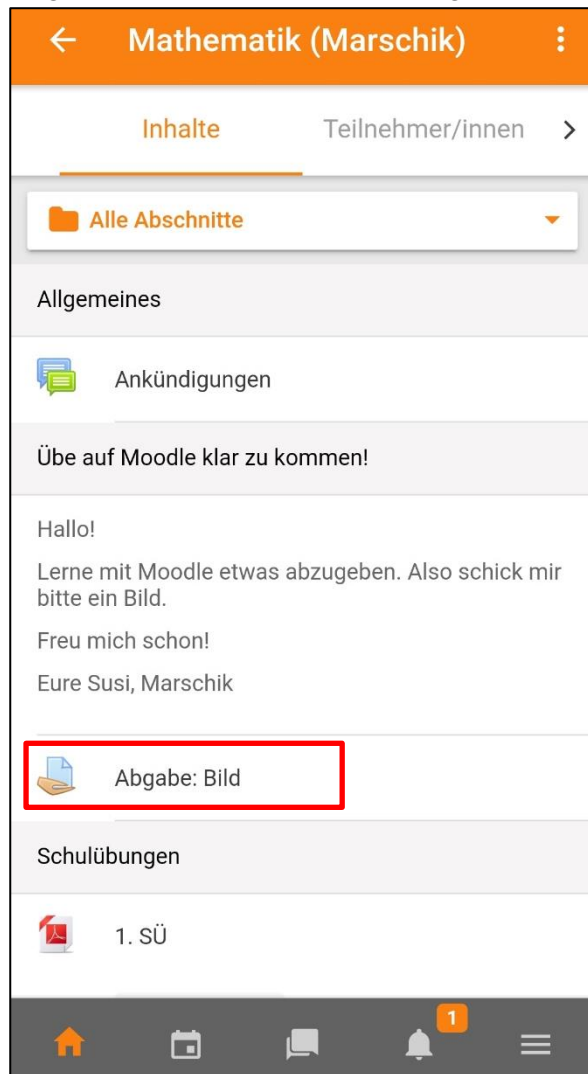 Mathematik (Marschik)
Inhalte
Teilnehmer/innen
Alle Abschnitte
Allgemeines
Ankündigungen
Übe auf Moodle klar zu kommen!
Hallo!
Lerne mit Moodle etwas abzugeben. Also schick mir
bitte ein Bild.
Freu mich schon!
Eure Susi, Marschik
Abgabe: Bild
Schulübungen
1. SÜ
1